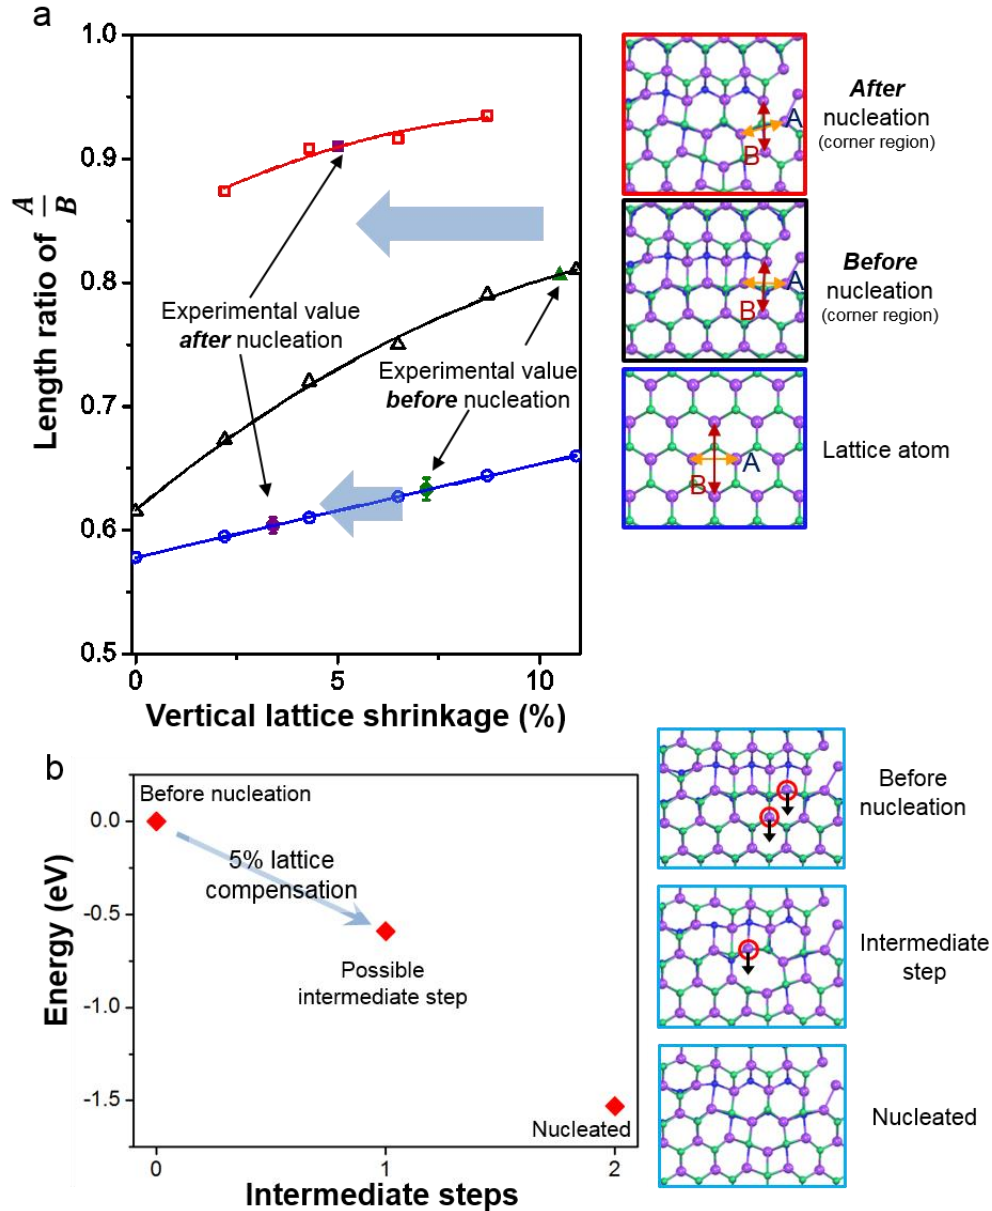 a
1.0
0.9
0.8
0.7
0.6
0.5
Length ratio of A/B
0
5
10
Vertical lattice shrinkage (%)
Experimental value
after nucleation
Experimental value
before nucleation
A
B
After
nucleation
(corner region)
A
B
Before
nucleation
(corner region)
A
B
Lattice atom
b
Energy (eV)
0.0
-0.5
-1.0
-1.5
Before nucleation
5% lattice
compensation
Possible
intermediate step
Nucleated
0
1
2
Intermediate steps
Before
nucleation
Intermediate
step
Nucleated